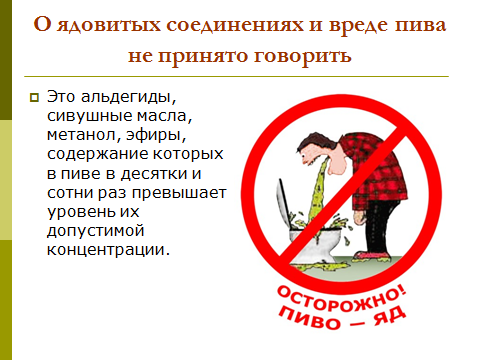 О ядовитых соединениях и вреде пива
не принято говорить
Это альдегиды,
сивушные масла,
метанол, эфиры,
содержание которых
в пиве в десятки и
сотни раз превышает
уровень их
допустимой
концентрации.
ОСТОРОЖНО!
ПИВО — ЯД